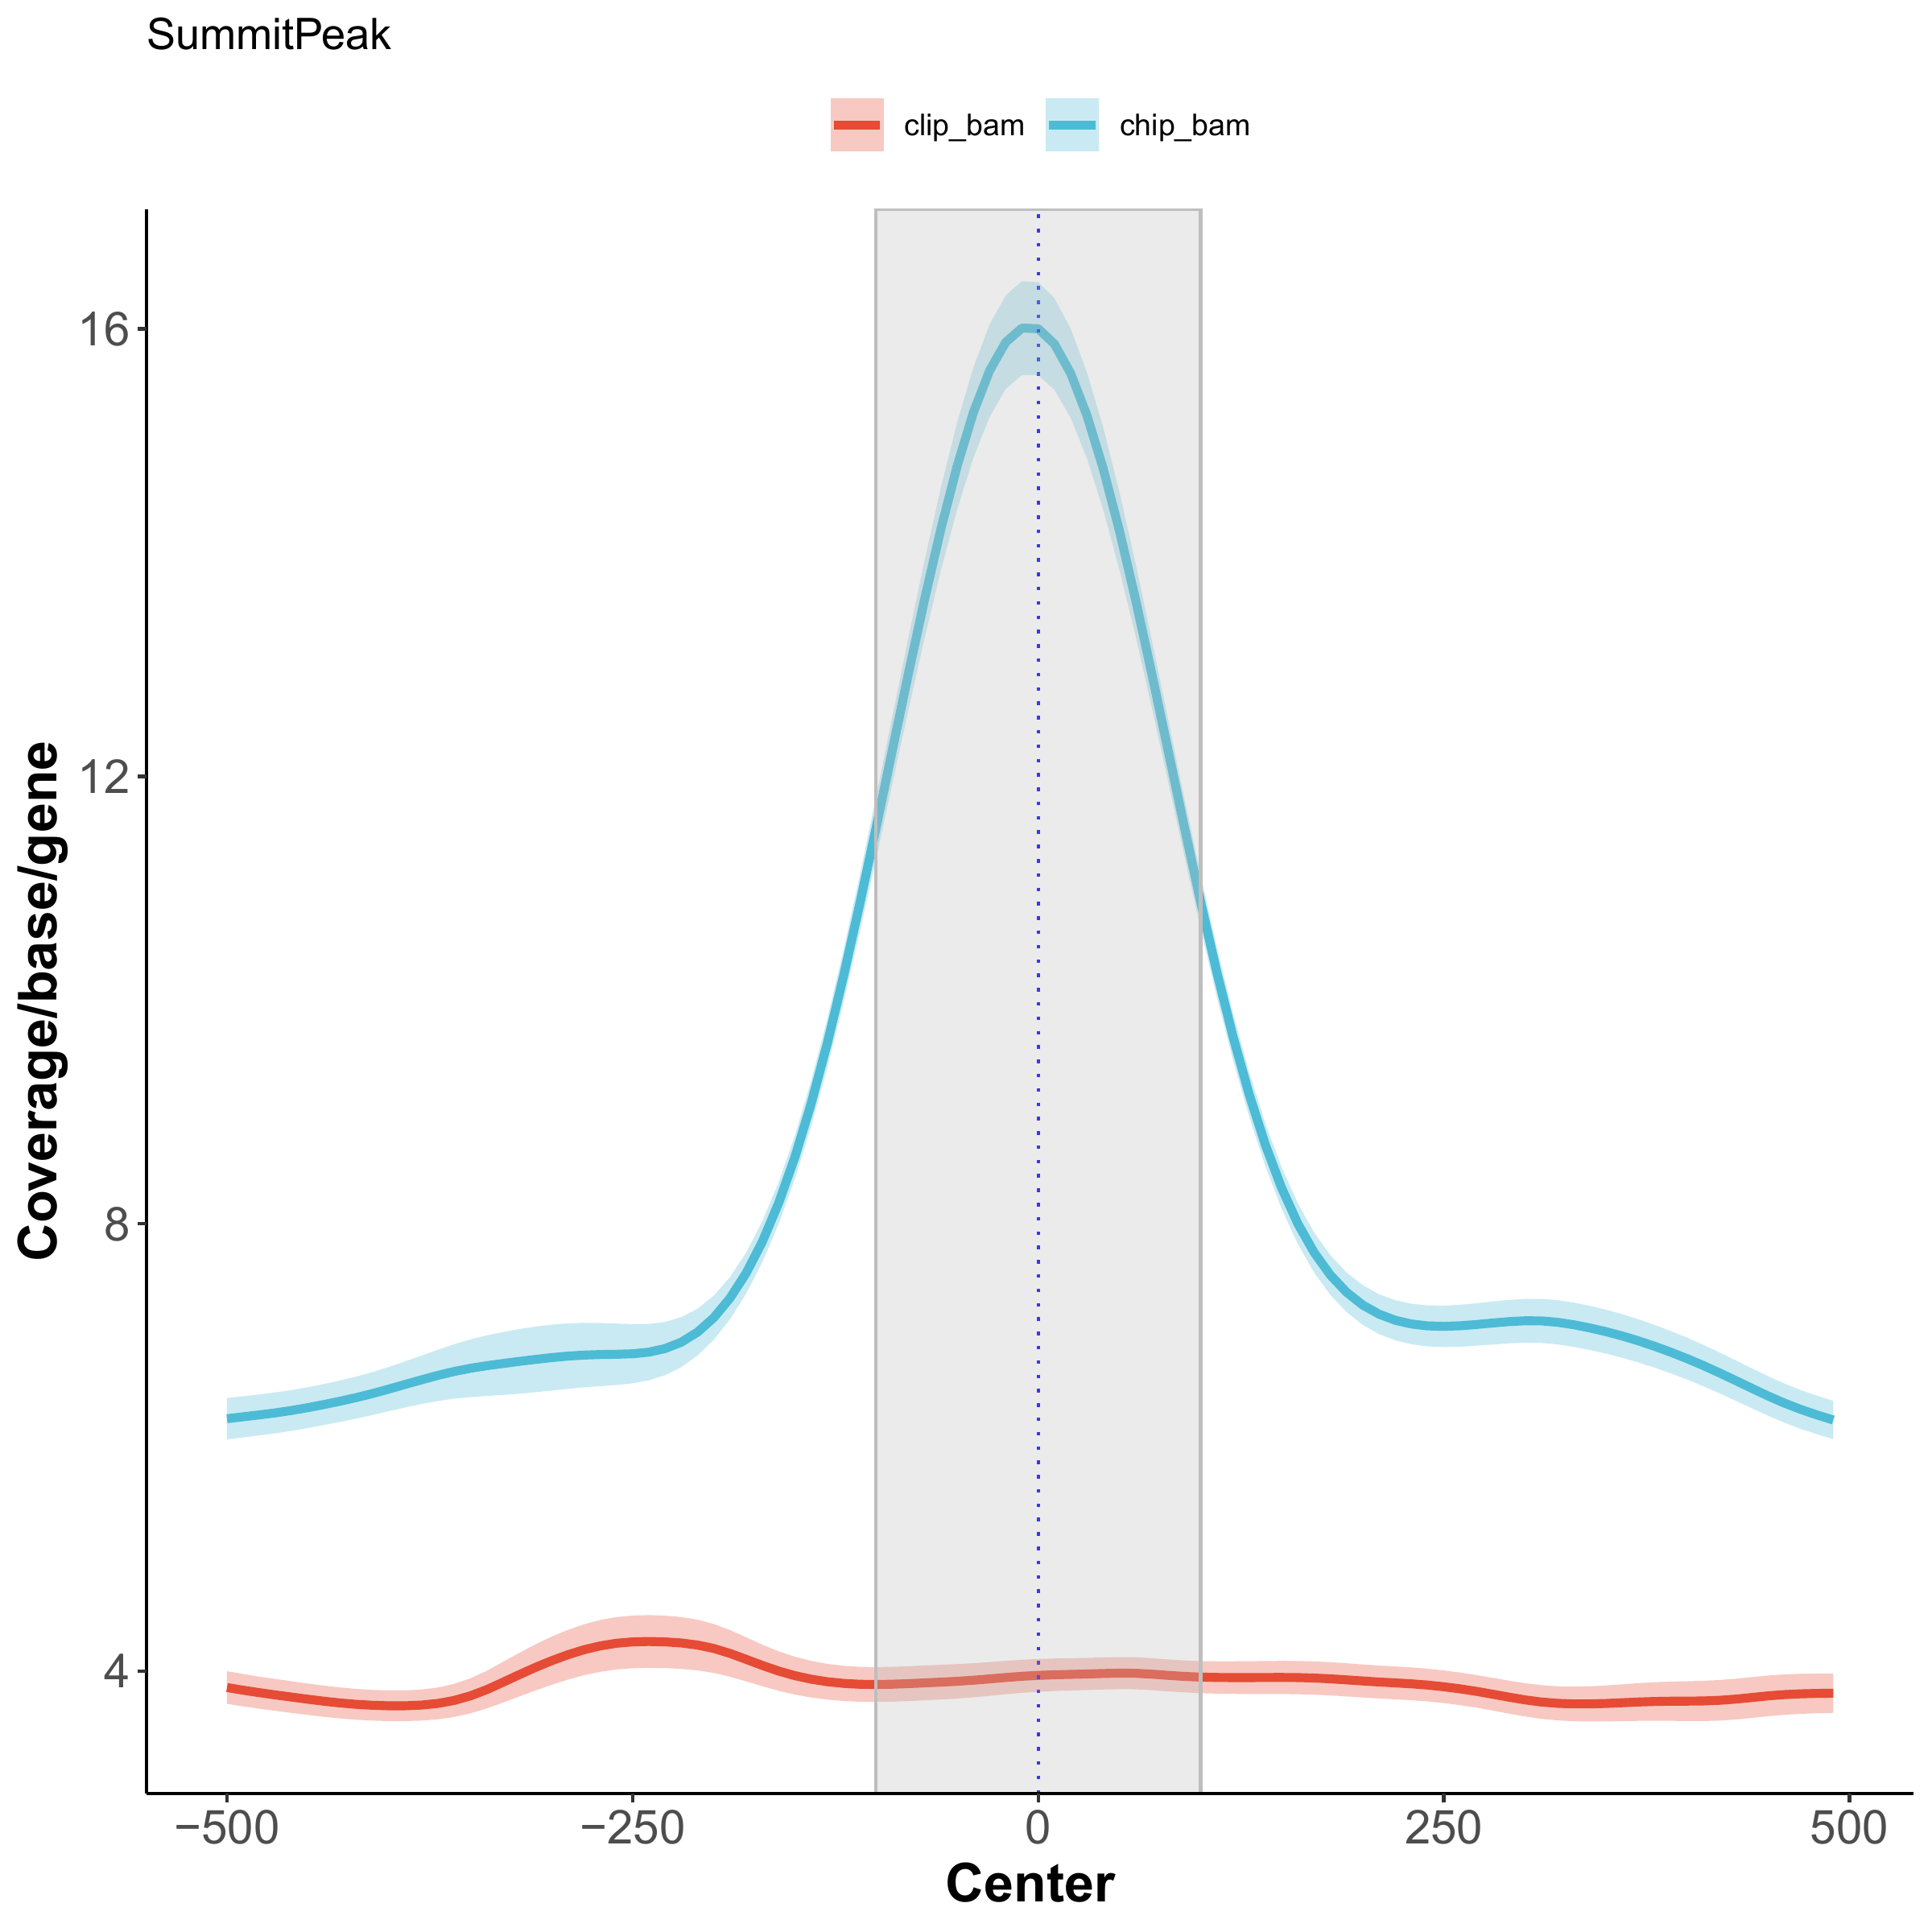 SummitPeak
clip_bam chip_bam
Coverage/base/gene
16
12
8
4
−500 −250 0 250 500
Center